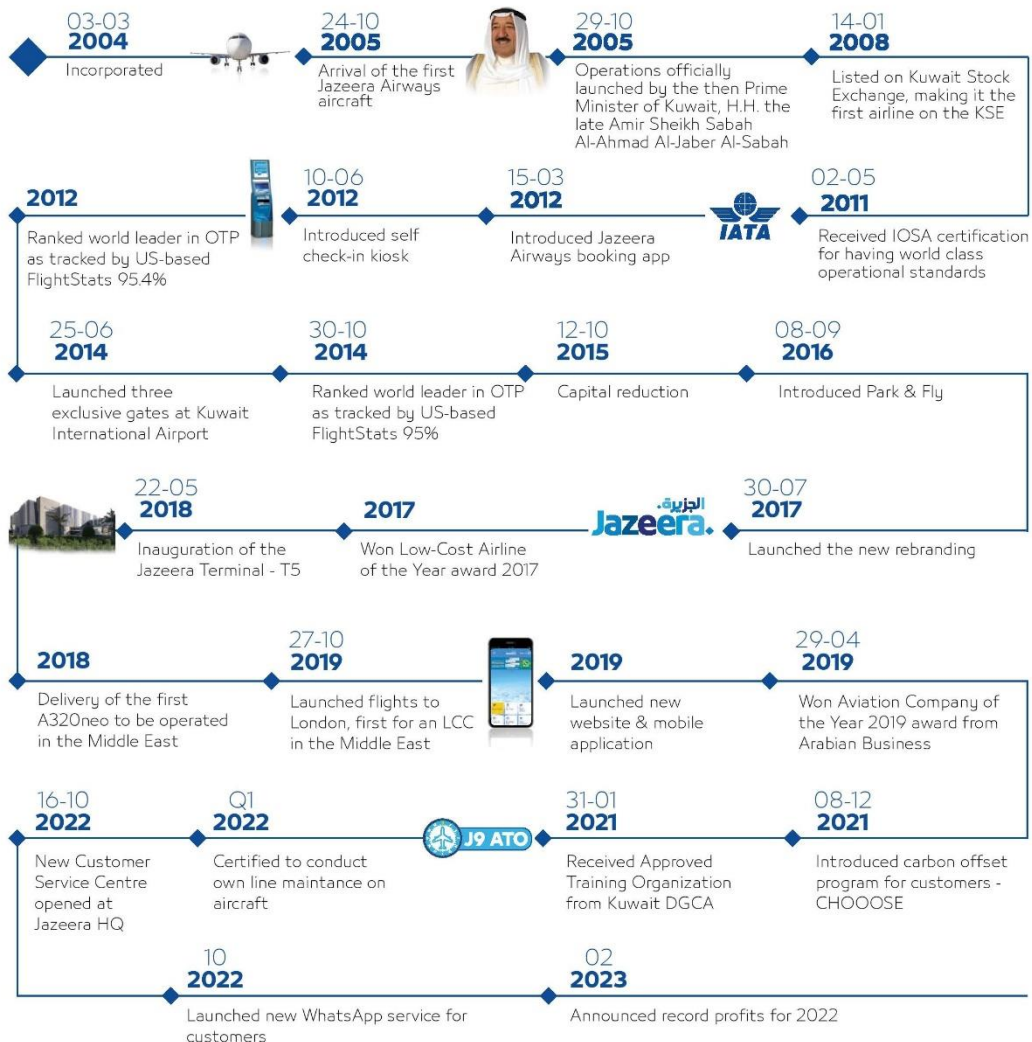 03-03
2004
Incorporated
24-10
2005
Arrival of the first
Jazeera Airways
aircraft
29-10
2005
Operations officially
launched by the then Prime
Minister of Kuwait, H.H. the
late Amir Sheikh Sabah
Al-Ahmad Al-Jaber Al-Sabah
14-01
2008
Listed on Kuwait Stock
Exchange, making it the
first airline on the KSE
2012
Ranked world leader in OTP
as tracked by US-based
FlightStats 95.4%
10-06
2012
Introduced self
check-in kiosk
15-03
2012
Introduced Jazeera
Airways booking app
IATA
02-05
2011
Received IOSA certification
for having world class
operational standards
25-06
2014
Launched three
exclusive gates at Kuwait
International Airport
30-10
2014
Ranked world leader in OTP
as tracked by US-based
FlightStats 95%
12-10
2015
Capital reduction
08-09
2016
Introduced Park & Fly
22-05
2018
Inauguration of the
Jazeera Terminal - T5
2017
Won Low-Cost Airline
of the Year award 2017
الجزيرة.
Jazeera.
30-07
2017
Launched the new rebranding
2018
Delivery of the first
A320neo to be operated
in the Middle East
27-10
2019
Launched flights to
London, first for an LCC
in the Middle East
2019
Launched new
website & mobile
application
29-04
2019
Won Aviation Company of
the Year 2019 award from
Arabian Business
16-10
2022
New Customer
Service Centre
opened at
Jazeera HQ
Q1
2022
Certified to conduct
own line maintance on
aircraft
J9 ATO
31-01
2021
Received Approved
Training Organization
from Kuwait DGCA
08-12
2021
Introduced carbon offset
program for customers -
CHOOOSE
10
2022
Launched new WhatsApp service for
customers
02
2023
Announced record profits for 2022